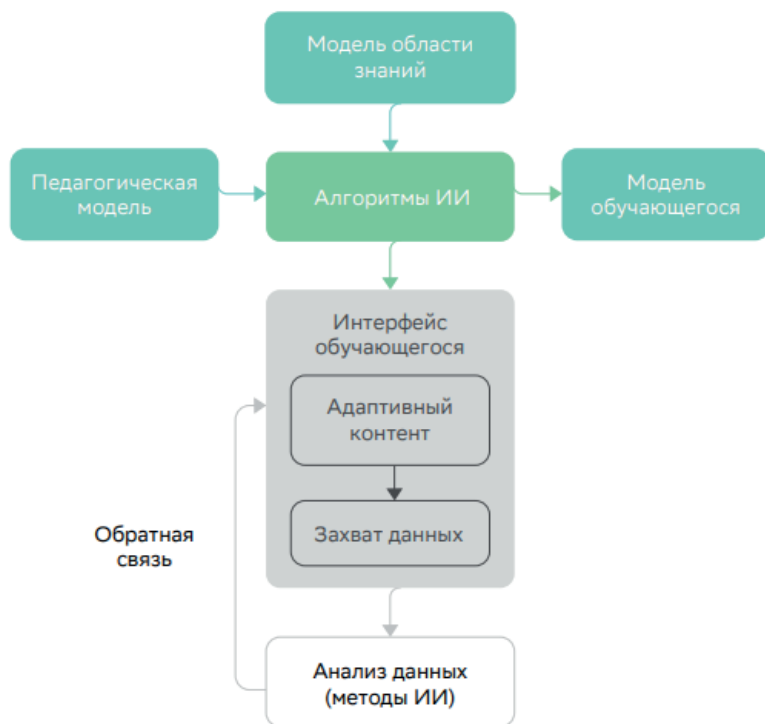 Модель области
знаний
Педагогическая
модель
Алгоритмы ИИ
Модель
обучающегося
Интерфейс
обучающегося
Адаптивный
контент
Захват данных
Обратная
связь
Анализ данных
(методы ИИ)